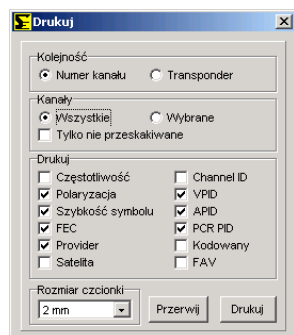 Drukuj
Kolejność
Numer kanału Transponder
Kanały
Wszystkie Wybrane
Tylko nie przeskakiwane
Drukuj
Częstotliwość Channel ID
Polaryzacja VPID
Szybkość symbolu APID
FEC PCR PID
Provider Kodowany
Satelita FAV
Rozmiar czcionki
2 mm Przerwij Drukuj